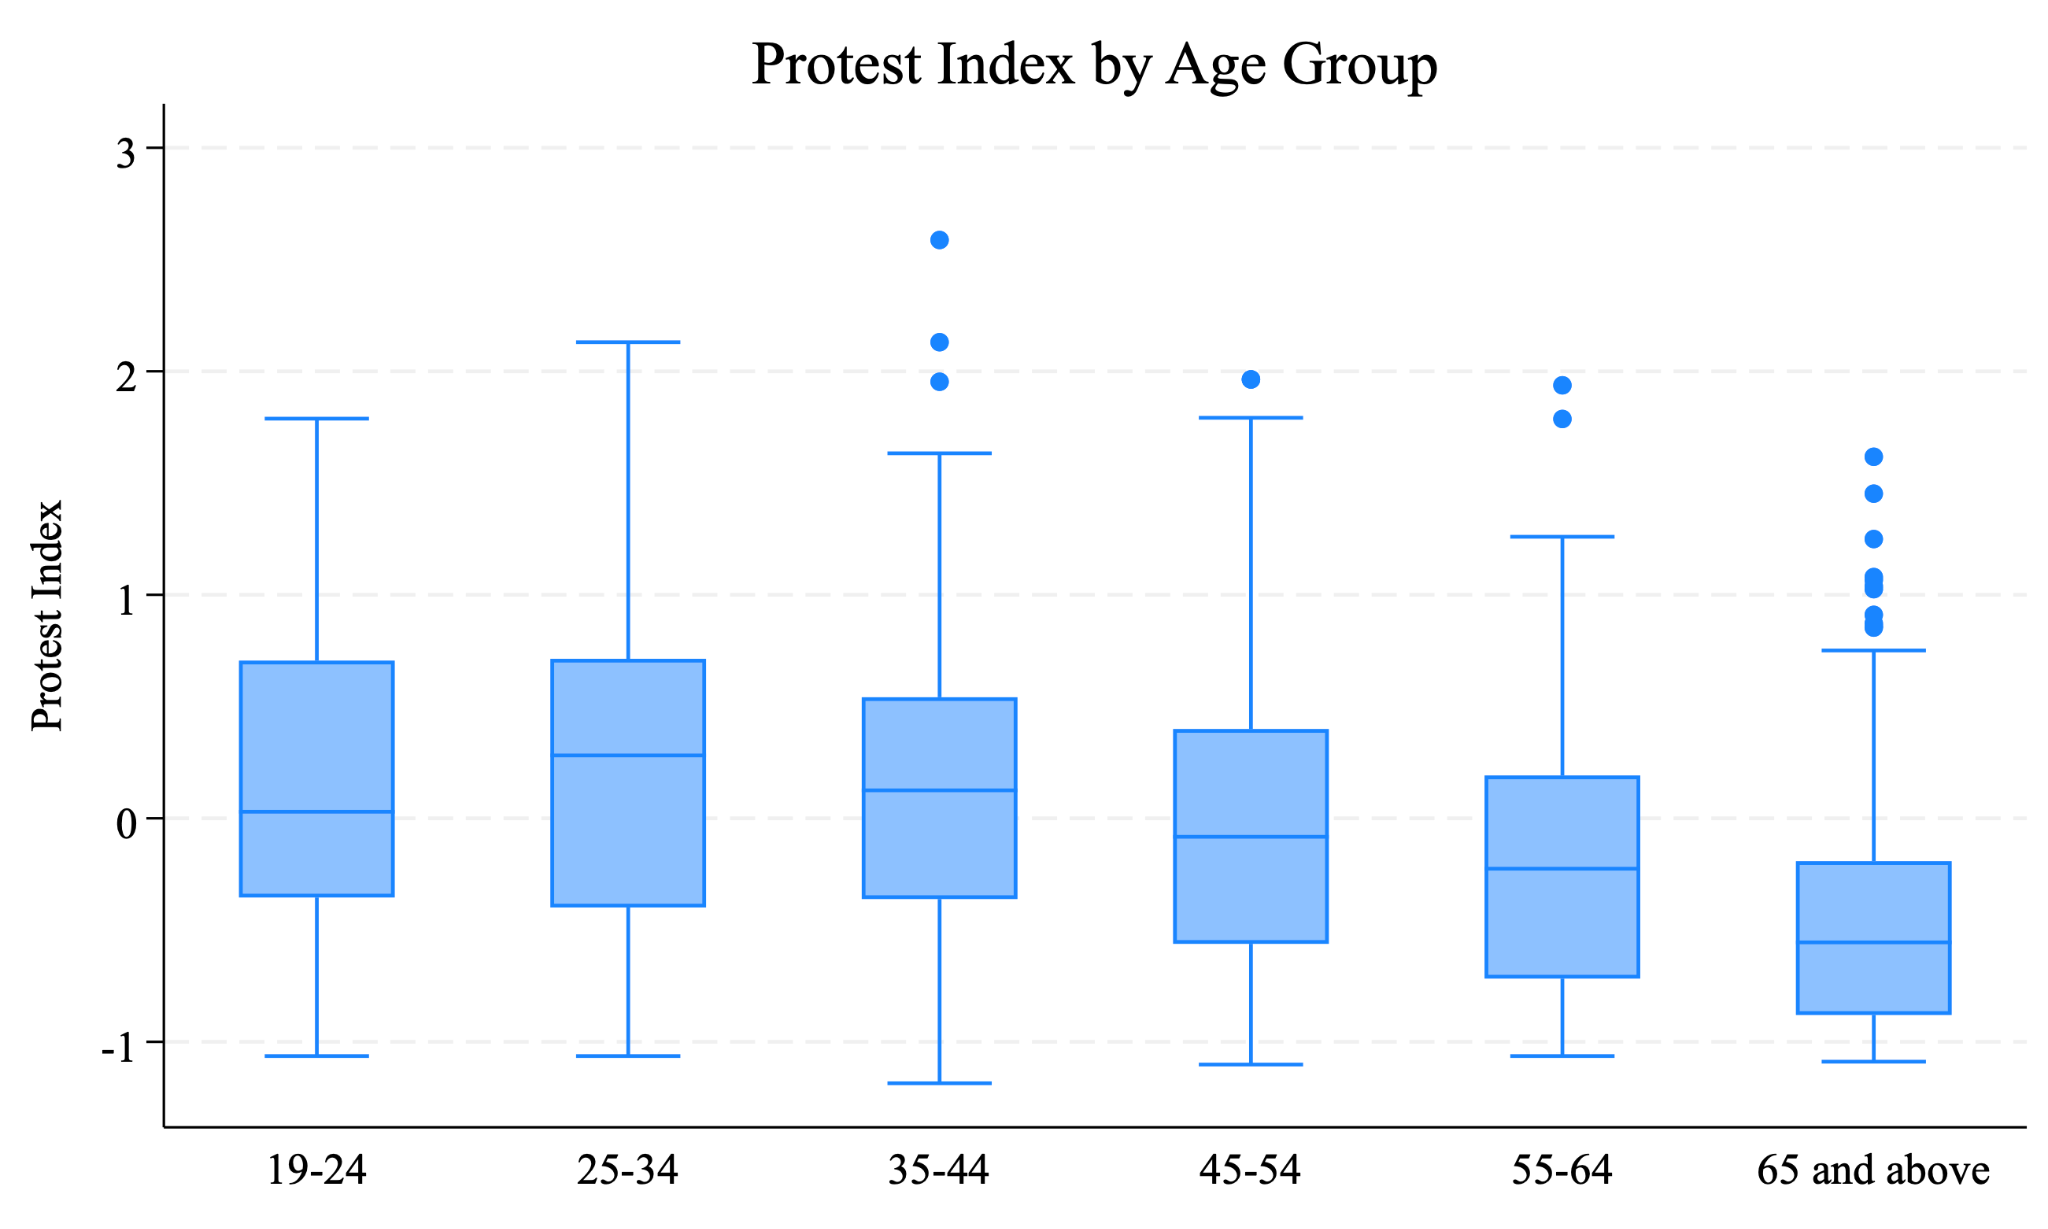 Protest Index by Age Group
Protest Index
3
2
1
0
-1
19-24 25-34 35-44 45-54 55-64 65 and above